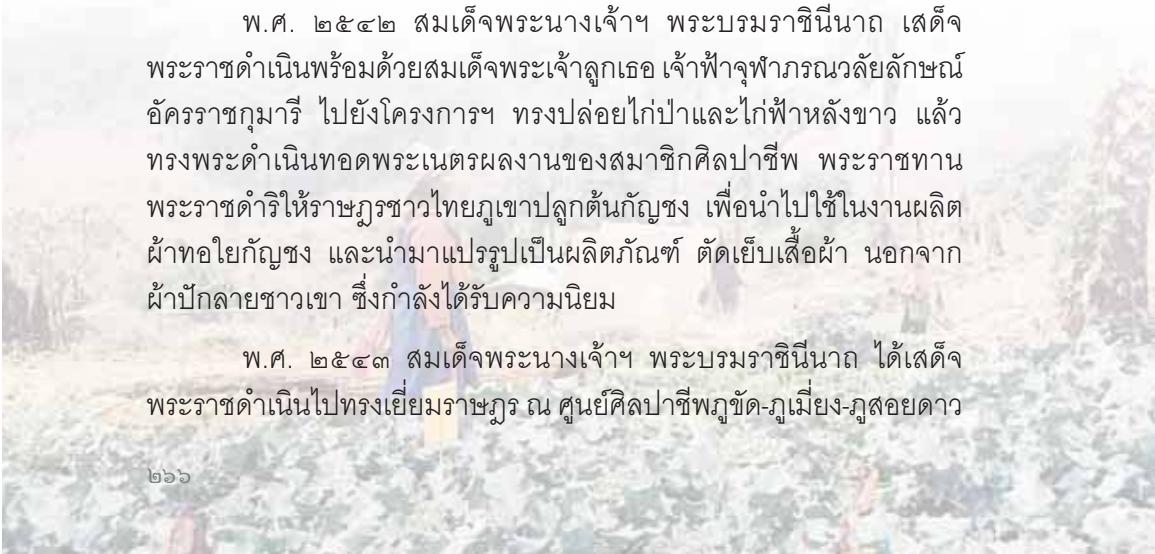 พ.ศ. ๒๕๔๒ สมเด็จพระนางเจ้าฯ พระบรมราชินีนาถ เสด็จ
พระราชดำเนินพร้อมด้วยสมเด็จพระเจ้าลูกเธอ เจ้าฟ้าจุฬาภรณวลัยลักษณ์
อัครราชกุมารี ไปยังโครงการฯ ทรงปล่อยไก่ป่าและไก่ฟ้าหลังขาว แล้ว
ทรงพระดำเนินทอดพระเนตรผลงานของสมาชิกศิลปาชีพ พระราชทาน
พระราชดำริให้ราษฎรชาวไทยภูเขาปลูกต้นกัญชง เพื่อนำไปใช้ในงานผลิต
ผ้าทอใยกัญชง และนำมาแปรรูปเป็นผลิตภัณฑ์ ตัดเย็บเสื้อผ้า นอกจาก
ผ้าปักลายชาวเขา ซึ่งกำลังได้รับความนิยม
พ.ศ. ๒๕๔๓ สมเด็จพระนางเจ้าฯ พระบรมราชินีนาถ ได้เสด็จ
พระราชดำเนินไปทรงเยี่ยมราษฎร ณ ศูนย์ศิลปาชีพภูขัด-ภูเมี่ยง-ภูสอยดาว
๒๖๖